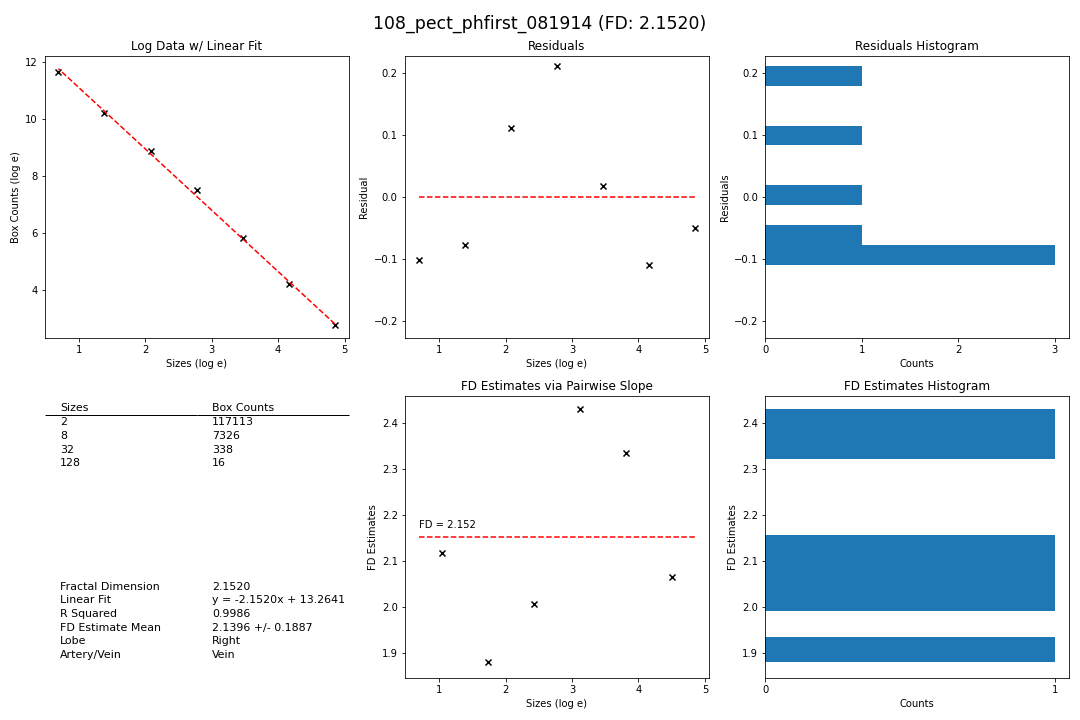 108_pect_phfirst_081914 (FD: 2.1520)
Log Data w/ Linear Fit
Box Counts (log e)
12
10
8
6
4
1 2 3 4 5
Sizes (log e)
Residuals
Residual
0.2
0.1
0.0
−0.1
−0.2
1 2 3 4 5
Sizes (log e)
Residuals Histogram
Residuals
0.2
0.1
0.0
−0.1
−0.2
0 1 2 3
Counts
Sizes Box Counts
2 117113
8 7326
32 338
128 16
Fractal Dimension 2.1520
Linear Fit y = -2.1520x + 13.2641
R Squared 0.9986
FD Estimate Mean 2.1396 +/- 0.1887
Lobe Right
Artery/Vein Vein
FD Estimates via Pairwise Slope
FD Estimates
2.4
2.3
2.2
2.1
2.0
1.9
FD = 2.152
1 2 3 4 5
Sizes (log e)
FD Estimates Histogram
FD Estimates
2.4
2.3
2.2
2.1
2.0
1.9
0 1
Counts